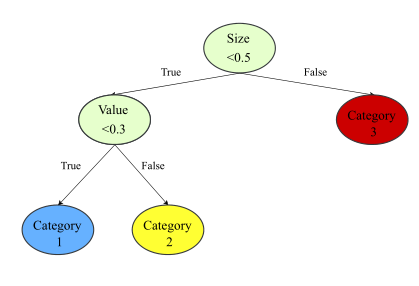 Size
<0.5
True
False
Value
<0.3
Category
3
True
False
Category
1
Category
2